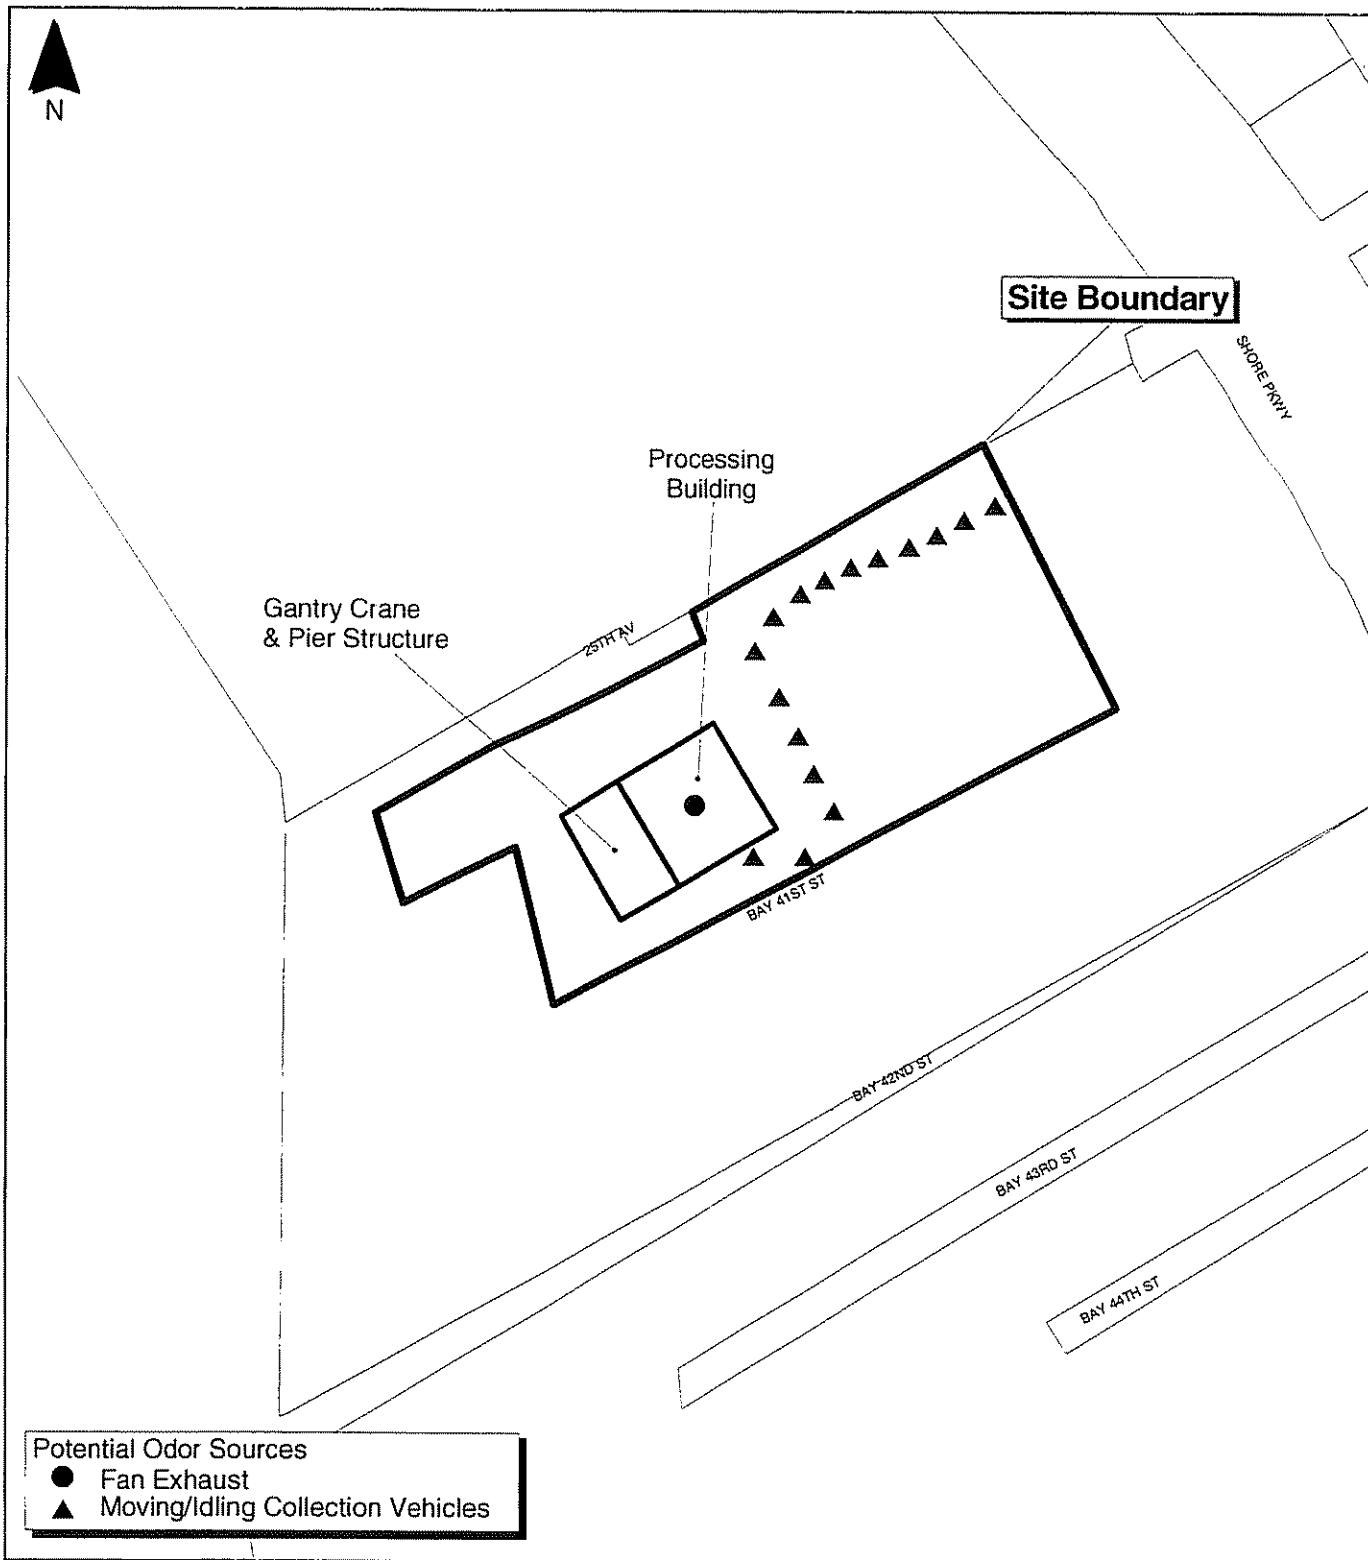 N
Site Boundary
SHORE PKWY
Processing
Building
Gantry Crane
& Pier Structure
25TH AV
BAY 41ST ST
BAY 42ND ST
BAY 43RD ST
BAY 44TH ST
Potential Odor Sources
Fan Exhaust
Moving/Idling Collection Vehicles